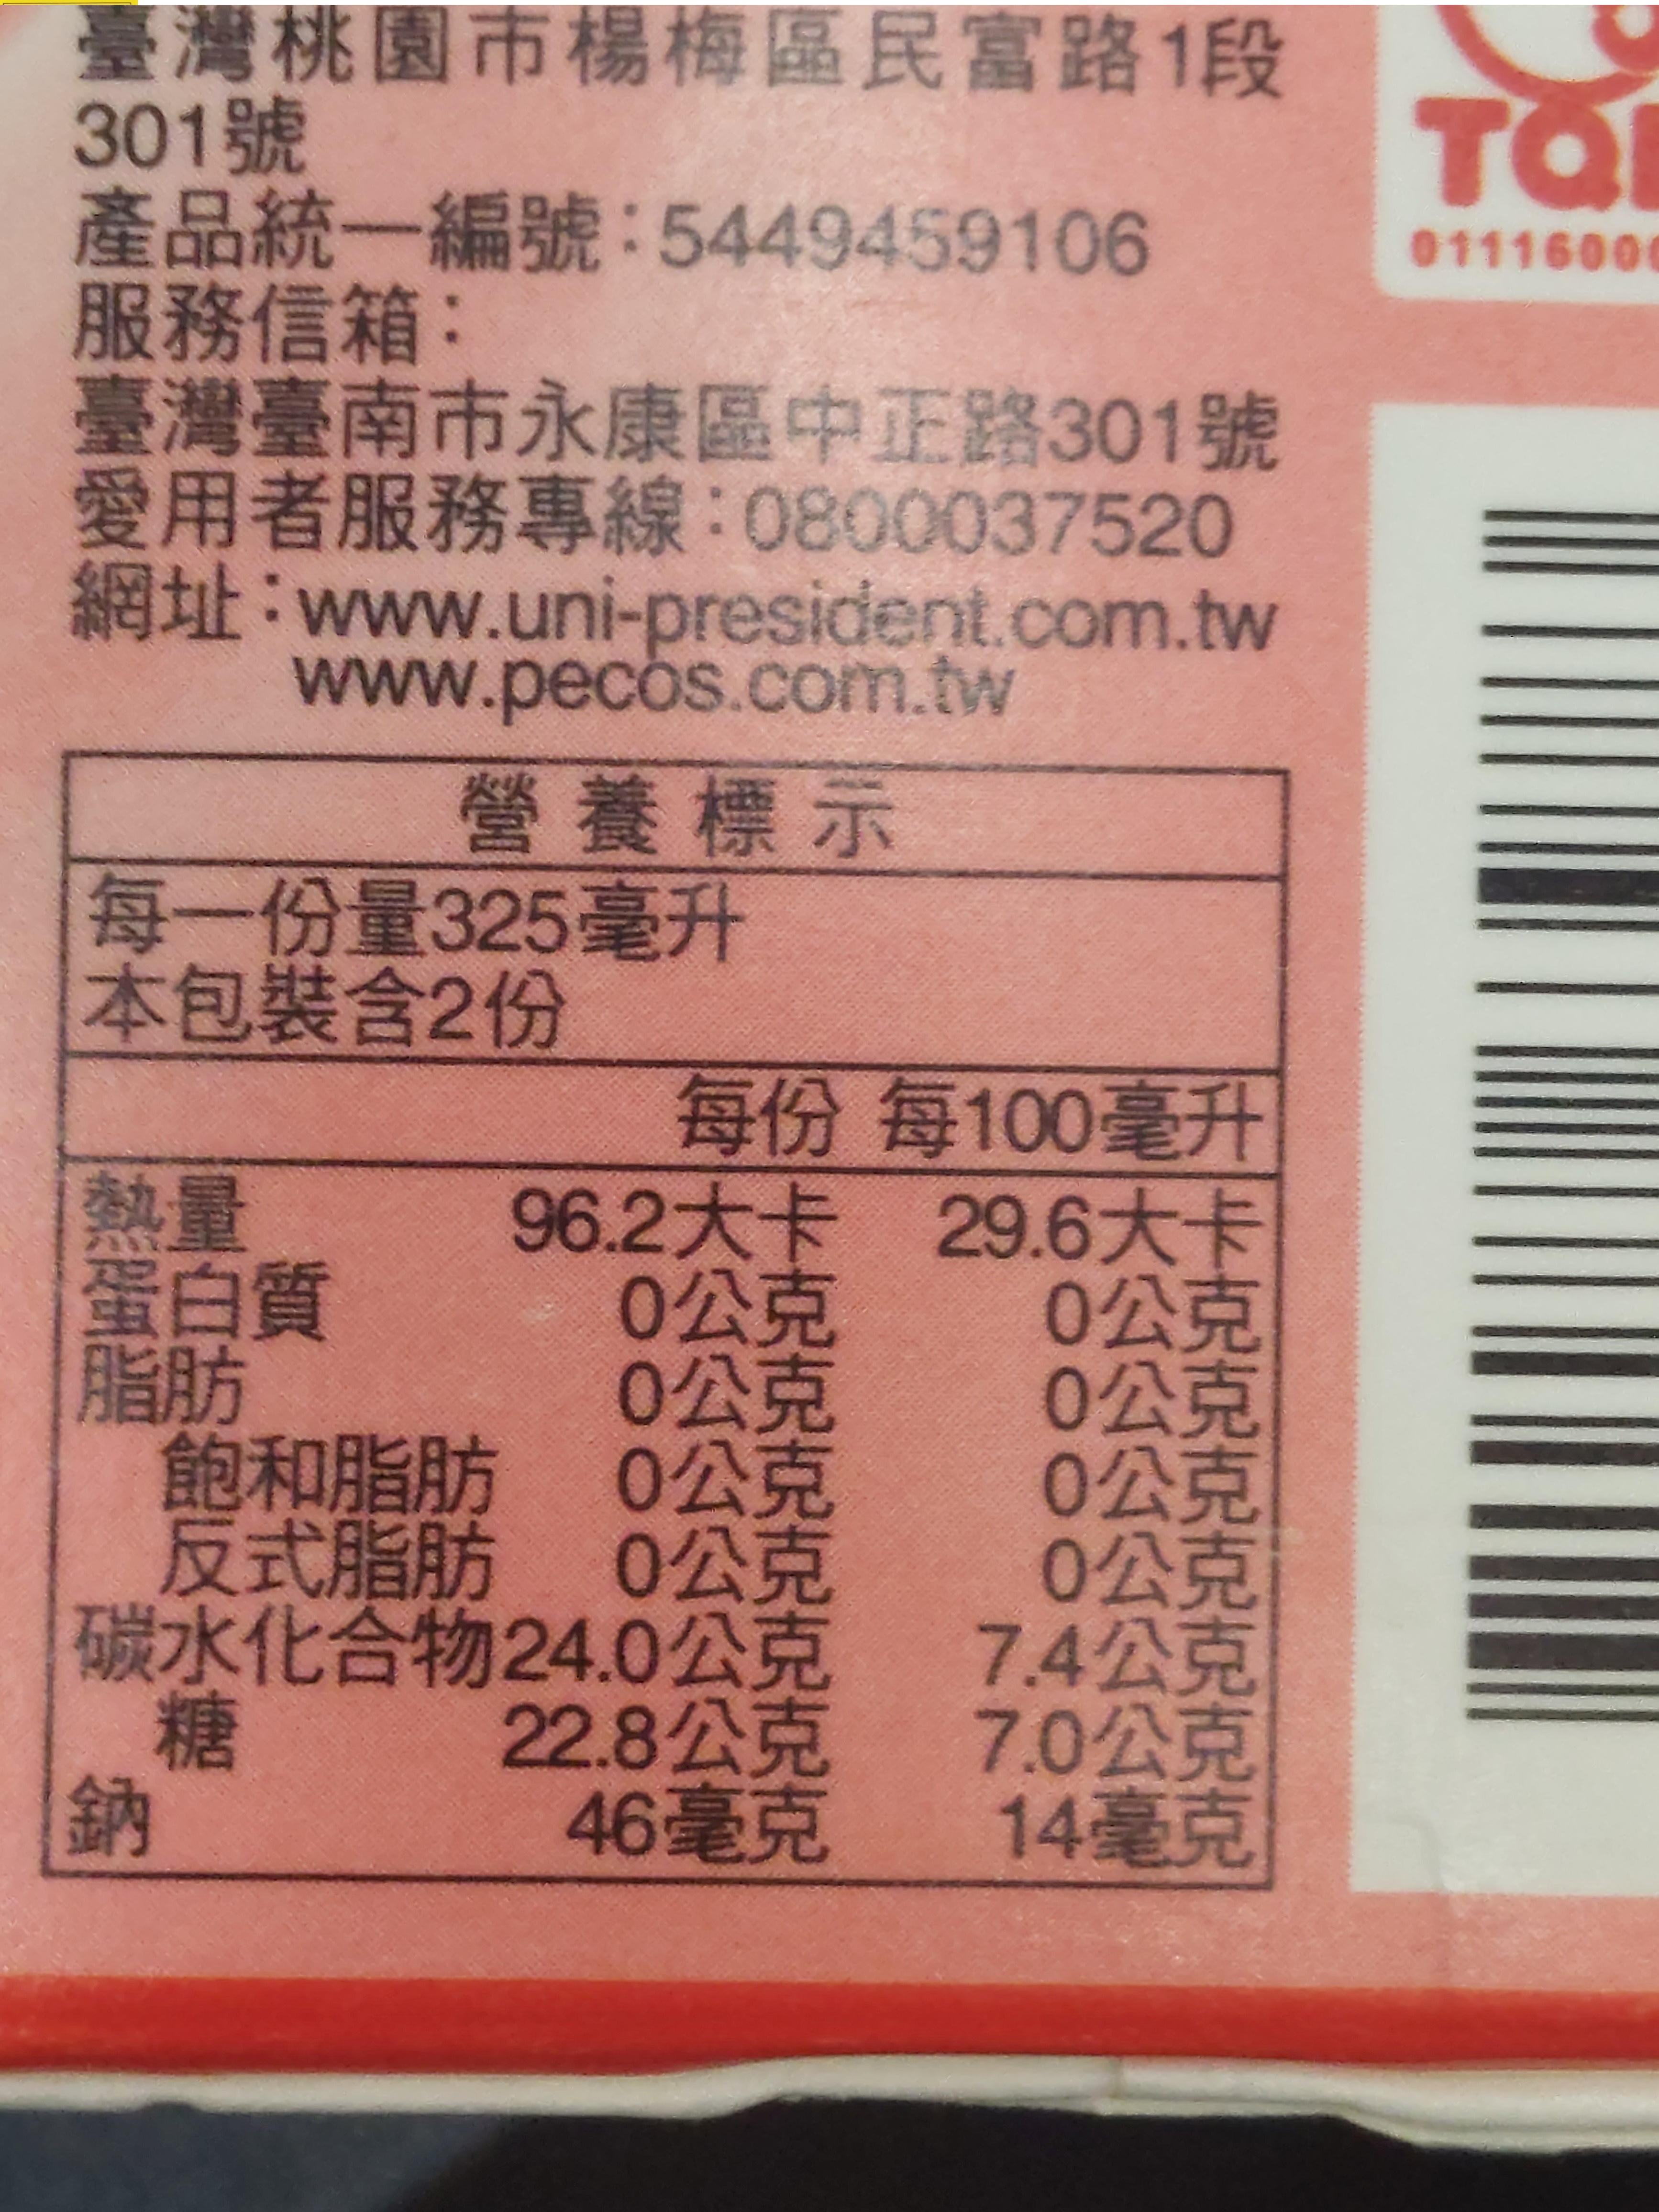 臺灣桃園市楊梅區民富路1段
301號
產品統一編號:5449459106
服務信箱:
臺灣臺南市永康區中正路301號
愛用者服務專線:0800037520
網址:www.uni-president.com.tw
www.pecos.com.tw
營養標示
每一份量325毫升
本包裝含2份
每份 每100毫升
熱量 96.2大卡 29.6大卡
蛋白質 0公克 0公克
脂肪 0公克 0公克
飽和脂肪 0公克 0公克
反式脂肪 0公克 0公克
碳水化合物24.0公克 7.4公克
糖 22.8公克 7.0公克
鈉 46毫克 14毫克